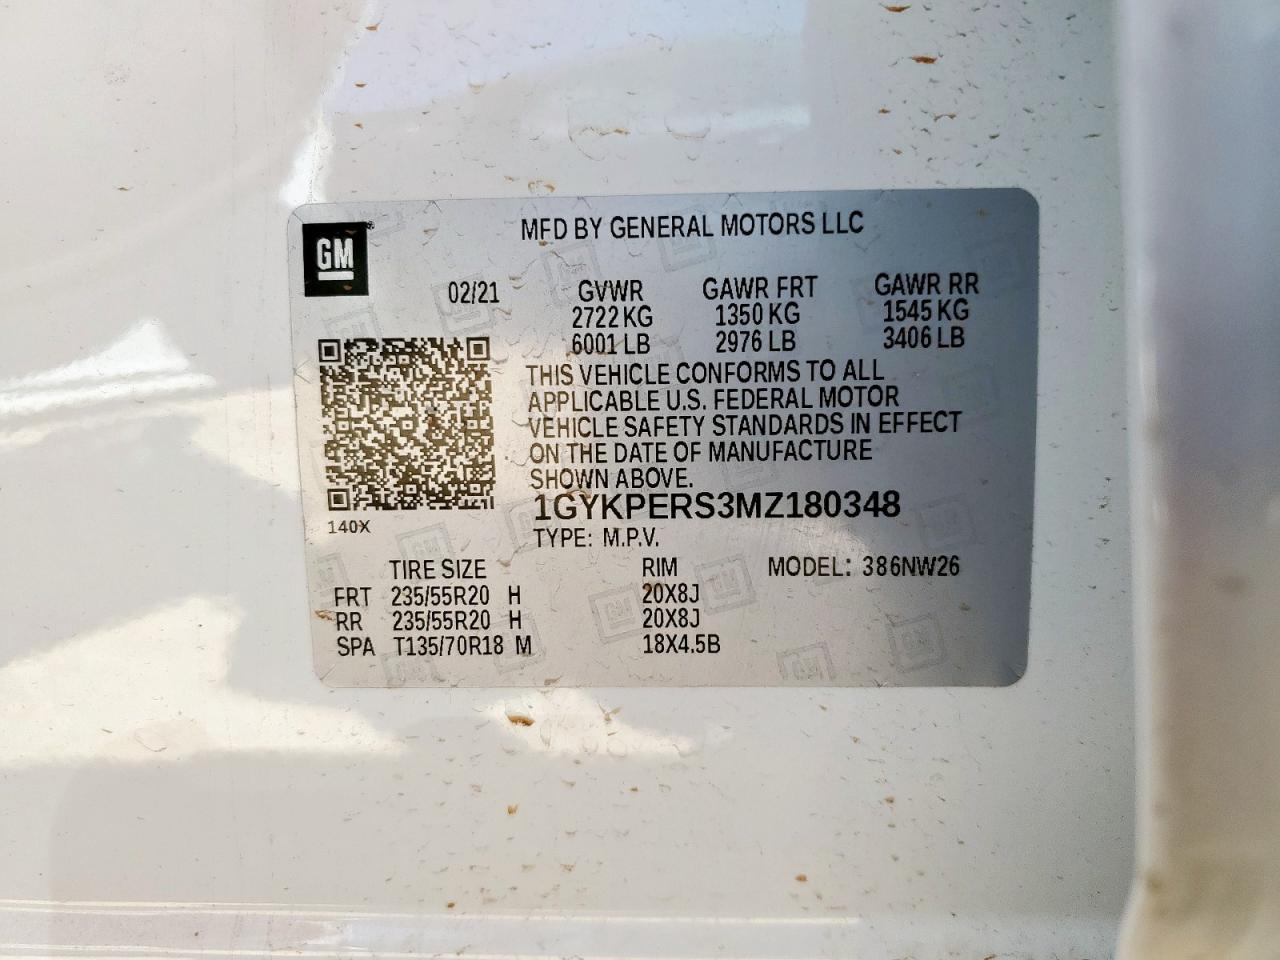 GM
MFD BY GENERAL MOTORS LLC
02/21 GVWR GAWR FRT GAWR RR
2722 KG 1350 KG 1545 KG
6001 LB 2976 LB 3406 LB
THIS VEHICLE CONFORMS TO ALL
APPLICABLE U.S. FEDERAL MOTOR
VEHICLE SAFETY STANDARDS IN EFFECT
ON THE DATE OF MANUFACTURE
SHOWN ABOVE.
1GYKPERS3MZ180348
140X
TYPE: M.P.V.
TIRE SIZE RIM MODEL: 386NW26
FRT 235/55R20 H 20X8J
RR 235/55R20 H 20X8J
SPA T135/70R18 M 18X4.5B